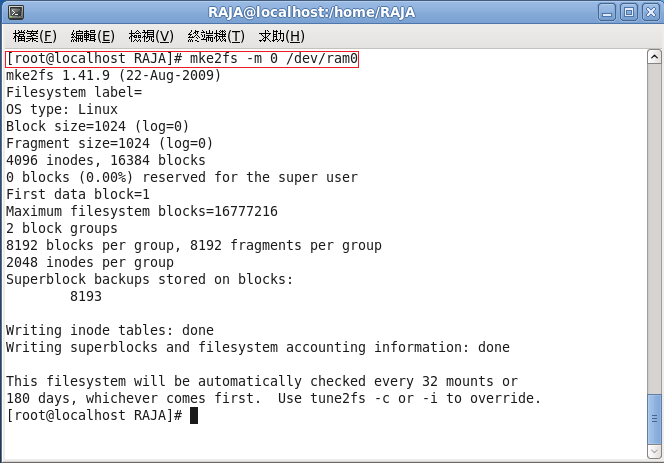 RAJA@localhost:/home/RAJA
檔案(F) 編輯(E) 檢視(V) 終端機(T) 求助(H)
[root@localhost RAJA]# mke2fs -m 0 /dev/ram0
mke2fs 1.41.9 (22-Aug-2009)
Filesystem label=
OS type: Linux
Block size=1024 (log=0)
Fragment size=1024 (log=0)
4096 inodes, 16384 blocks
0 blocks (0.00%) reserved for the super user
First data block=1
Maximum filesystem blocks=16777216
2 block groups
8192 blocks per group, 8192 fragments per group
2048 inodes per group
Superblock backups stored on blocks:
        8193
Writing inode tables: done
Writing superblocks and filesystem accounting information: done
This filesystem will be automatically checked every 32 mounts or
180 days, whichever comes first.  Use tune2fs -c or -i to override.
[root@localhost RAJA]#